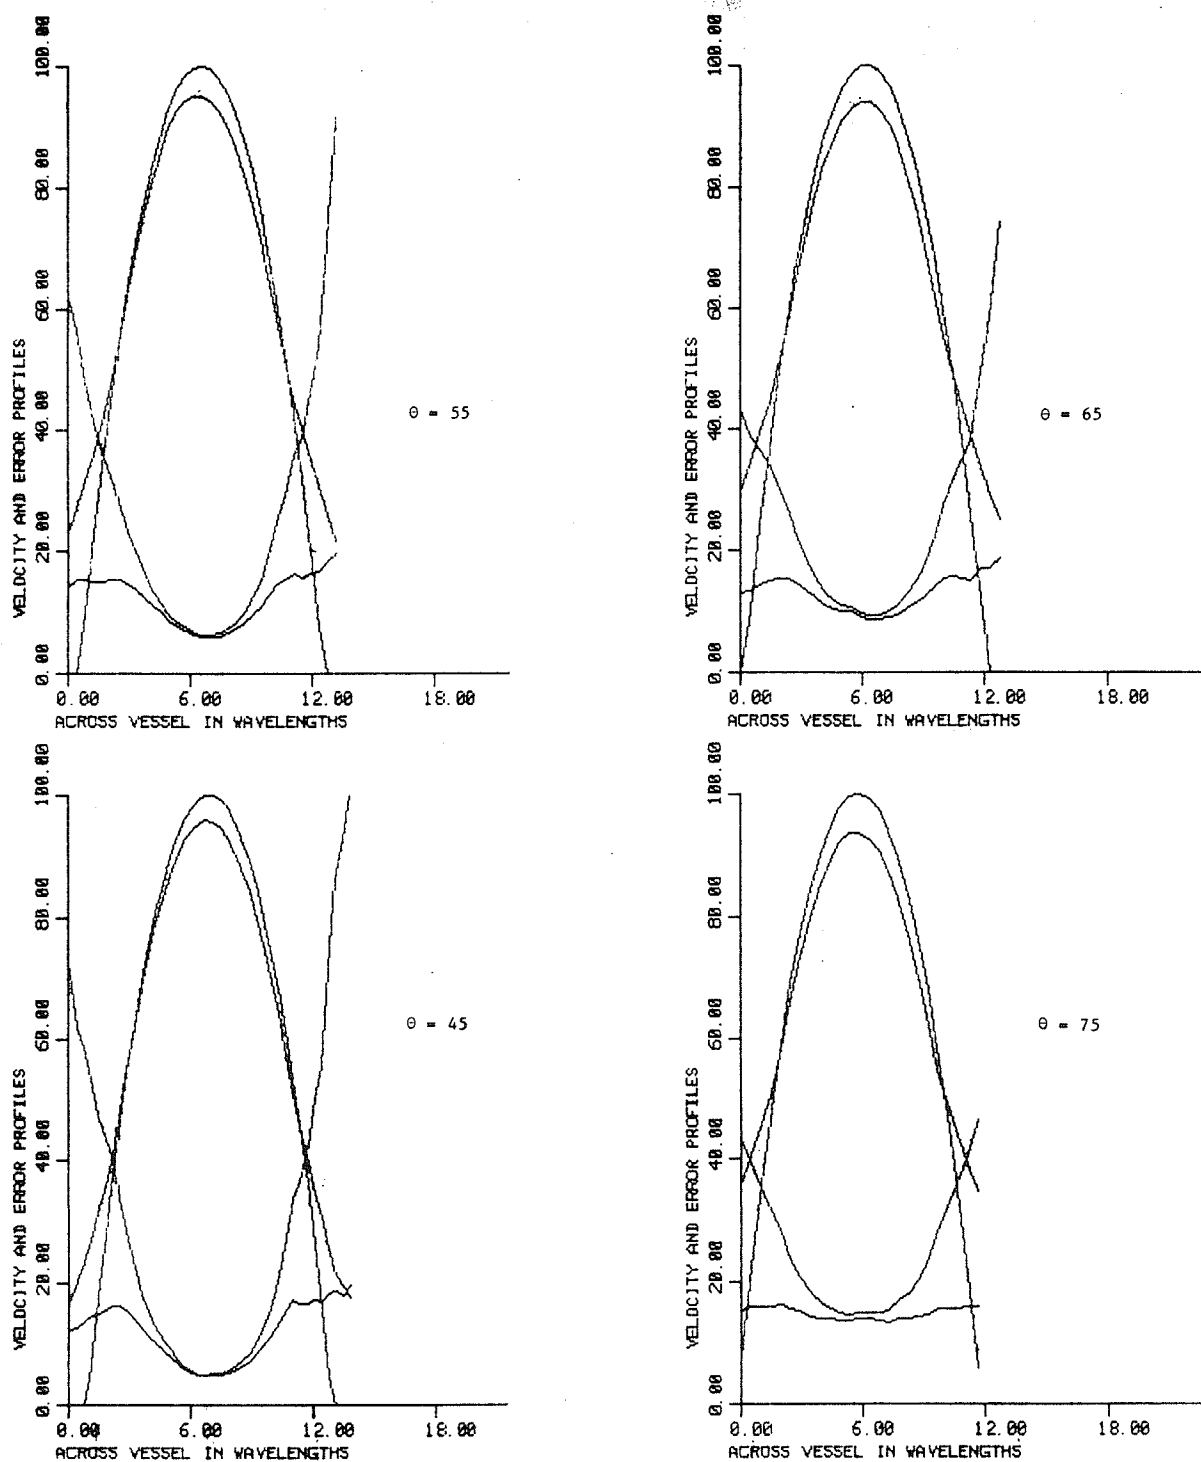 100.00
80.00
60.00
40.00
20.00
0.00
VELOCITY AND ERROR PROFILES
θ = 55
0.00 6.00 12.00 18.00
ACROSS VESSEL IN WAVELENGTHS
100.00
80.00
60.00
40.00
20.00
0.00
VELOCITY AND ERROR PROFILES
θ = 65
0.00 6.00 12.00 18.00
ACROSS VESSEL IN WAVELENGTHS
100.00
80.00
60.00
40.00
20.00
0.00
VELOCITY AND ERROR PROFILES
θ = 45
0.00 6.00 12.00 18.00
ACROSS VESSEL IN WAVELENGTHS
100.00
80.00
60.00
40.00
20.00
0.00
VELOCITY AND ERROR PROFILES
θ = 75
0.00 6.00 12.00 18.00
ACROSS VESSEL IN WAVELENGTHS